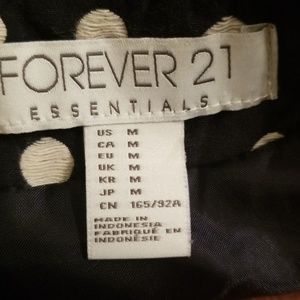 FOREVER 21
ESSENTIALS
US M
CA M
EU M
UK M
KR M
JP M
CN 165/92A
MADE IN
INDONESIA
FABRIQUÉ EN
INDONÉSIE